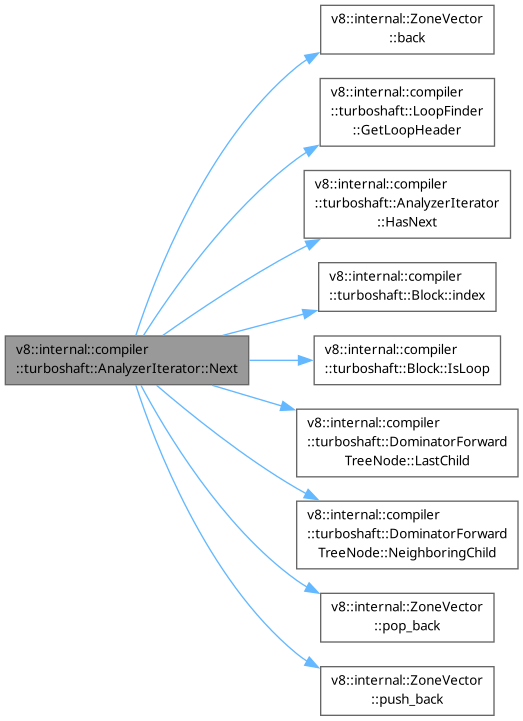 v8::internal::compiler
::turboshaft::AnalyzerIterator::Next
v8::internal::ZoneVector
::back
v8::internal::compiler
::turboshaft::LoopFinder
::GetLoopHeader
v8::internal::compiler
::turboshaft::AnalyzerIterator
::HasNext
v8::internal::compiler
::turboshaft::Block::index
v8::internal::compiler
::turboshaft::Block::IsLoop
v8::internal::compiler
::turboshaft::DominatorForward
TreeNode::LastChild
v8::internal::compiler
::turboshaft::DominatorForward
TreeNode::NeighboringChild
v8::internal::ZoneVector
::pop_back
v8::internal::ZoneVector
::push_back